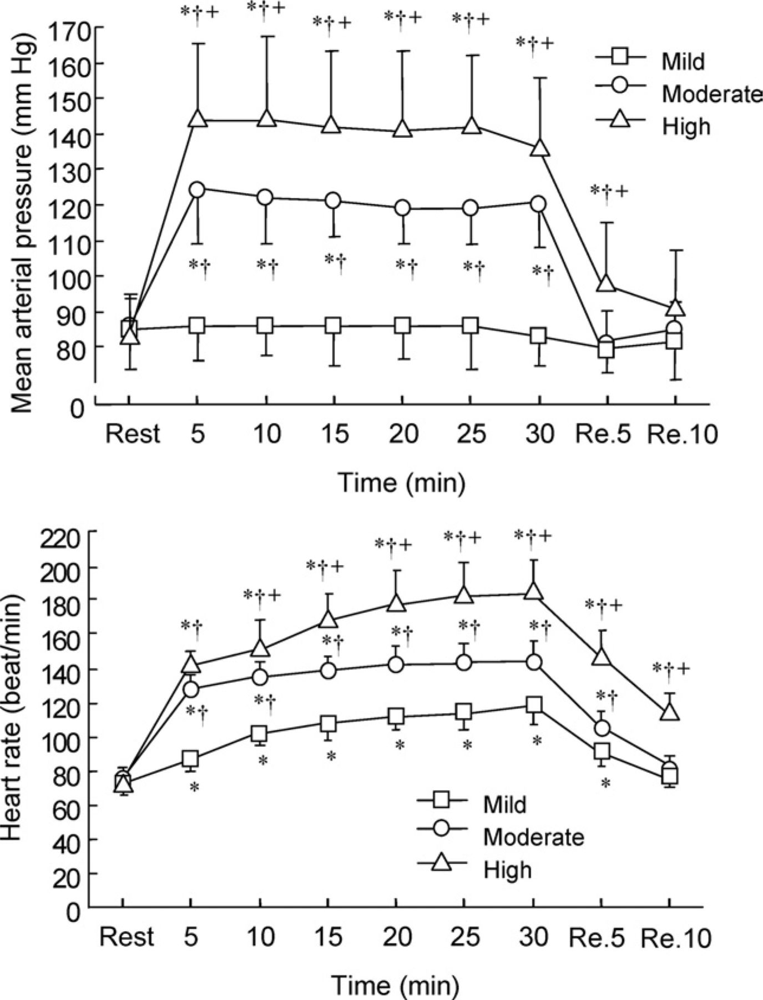 *†+ *†+ *†+ *†+ *†+ *†+
170
160
150
140
130
120
110
100
90
80
0
Mean arterial pressure (mm Hg)
Mild
Moderate
High
*†+
*† *† *† *† *† *†
Rest 5 10 15 20 25 30 Re.5 Re.10
Time (min)
220
200
180
160
140
120
100
80
60
40
20
0
Heart rate (beat/min)
*† *†+ *†+ *†+ *†+ *†+ *†+ *†+
*† *† *† *† *† *† *†
* * * * * * *
Mild
Moderate
High
Rest 5 10 15 20 25 30 Re.5 Re.10
Time (min)